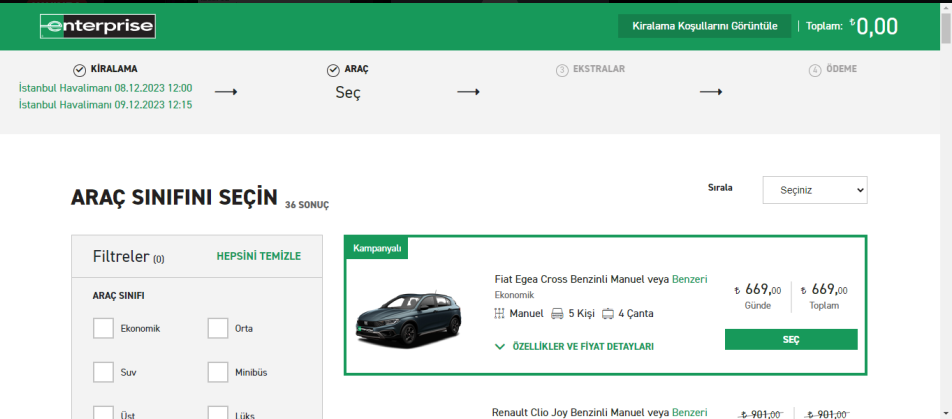 enterprise
Kiralama Koşullarını Görüntüle
Toplam: ₺0,00
KİRALAMA
İstanbul Havalimanı 08.12.2023 12:00
İstanbul Havalimanı 09.12.2023 12:15
ARAÇ
Seç
3 EKSTRALAR
4 ÖDEME
ARAÇ SINIFINI SEÇİN 36 SONUÇ
Sırala
Seçiniz
Filtreler (0)
HEPSİNİ TEMİZLE
ARAÇ SINIFI
Ekonomik
Orta
Suv
Minibüs
Üst
Lüks
Kampanyalı
Fiat Egea Cross Benzinli Manuel veya Benzeri
Ekonomik
Manuel 5 Kişi 4 Çanta
ÖZELLİKLER VE FİYAT DETAYLARI
₺ 669,00
Günde
₺ 669,00
Toplam
SEÇ
Renault Clio Joy Benzinli Manuel veya Benzeri
₺ 901,00
₺ 901,00